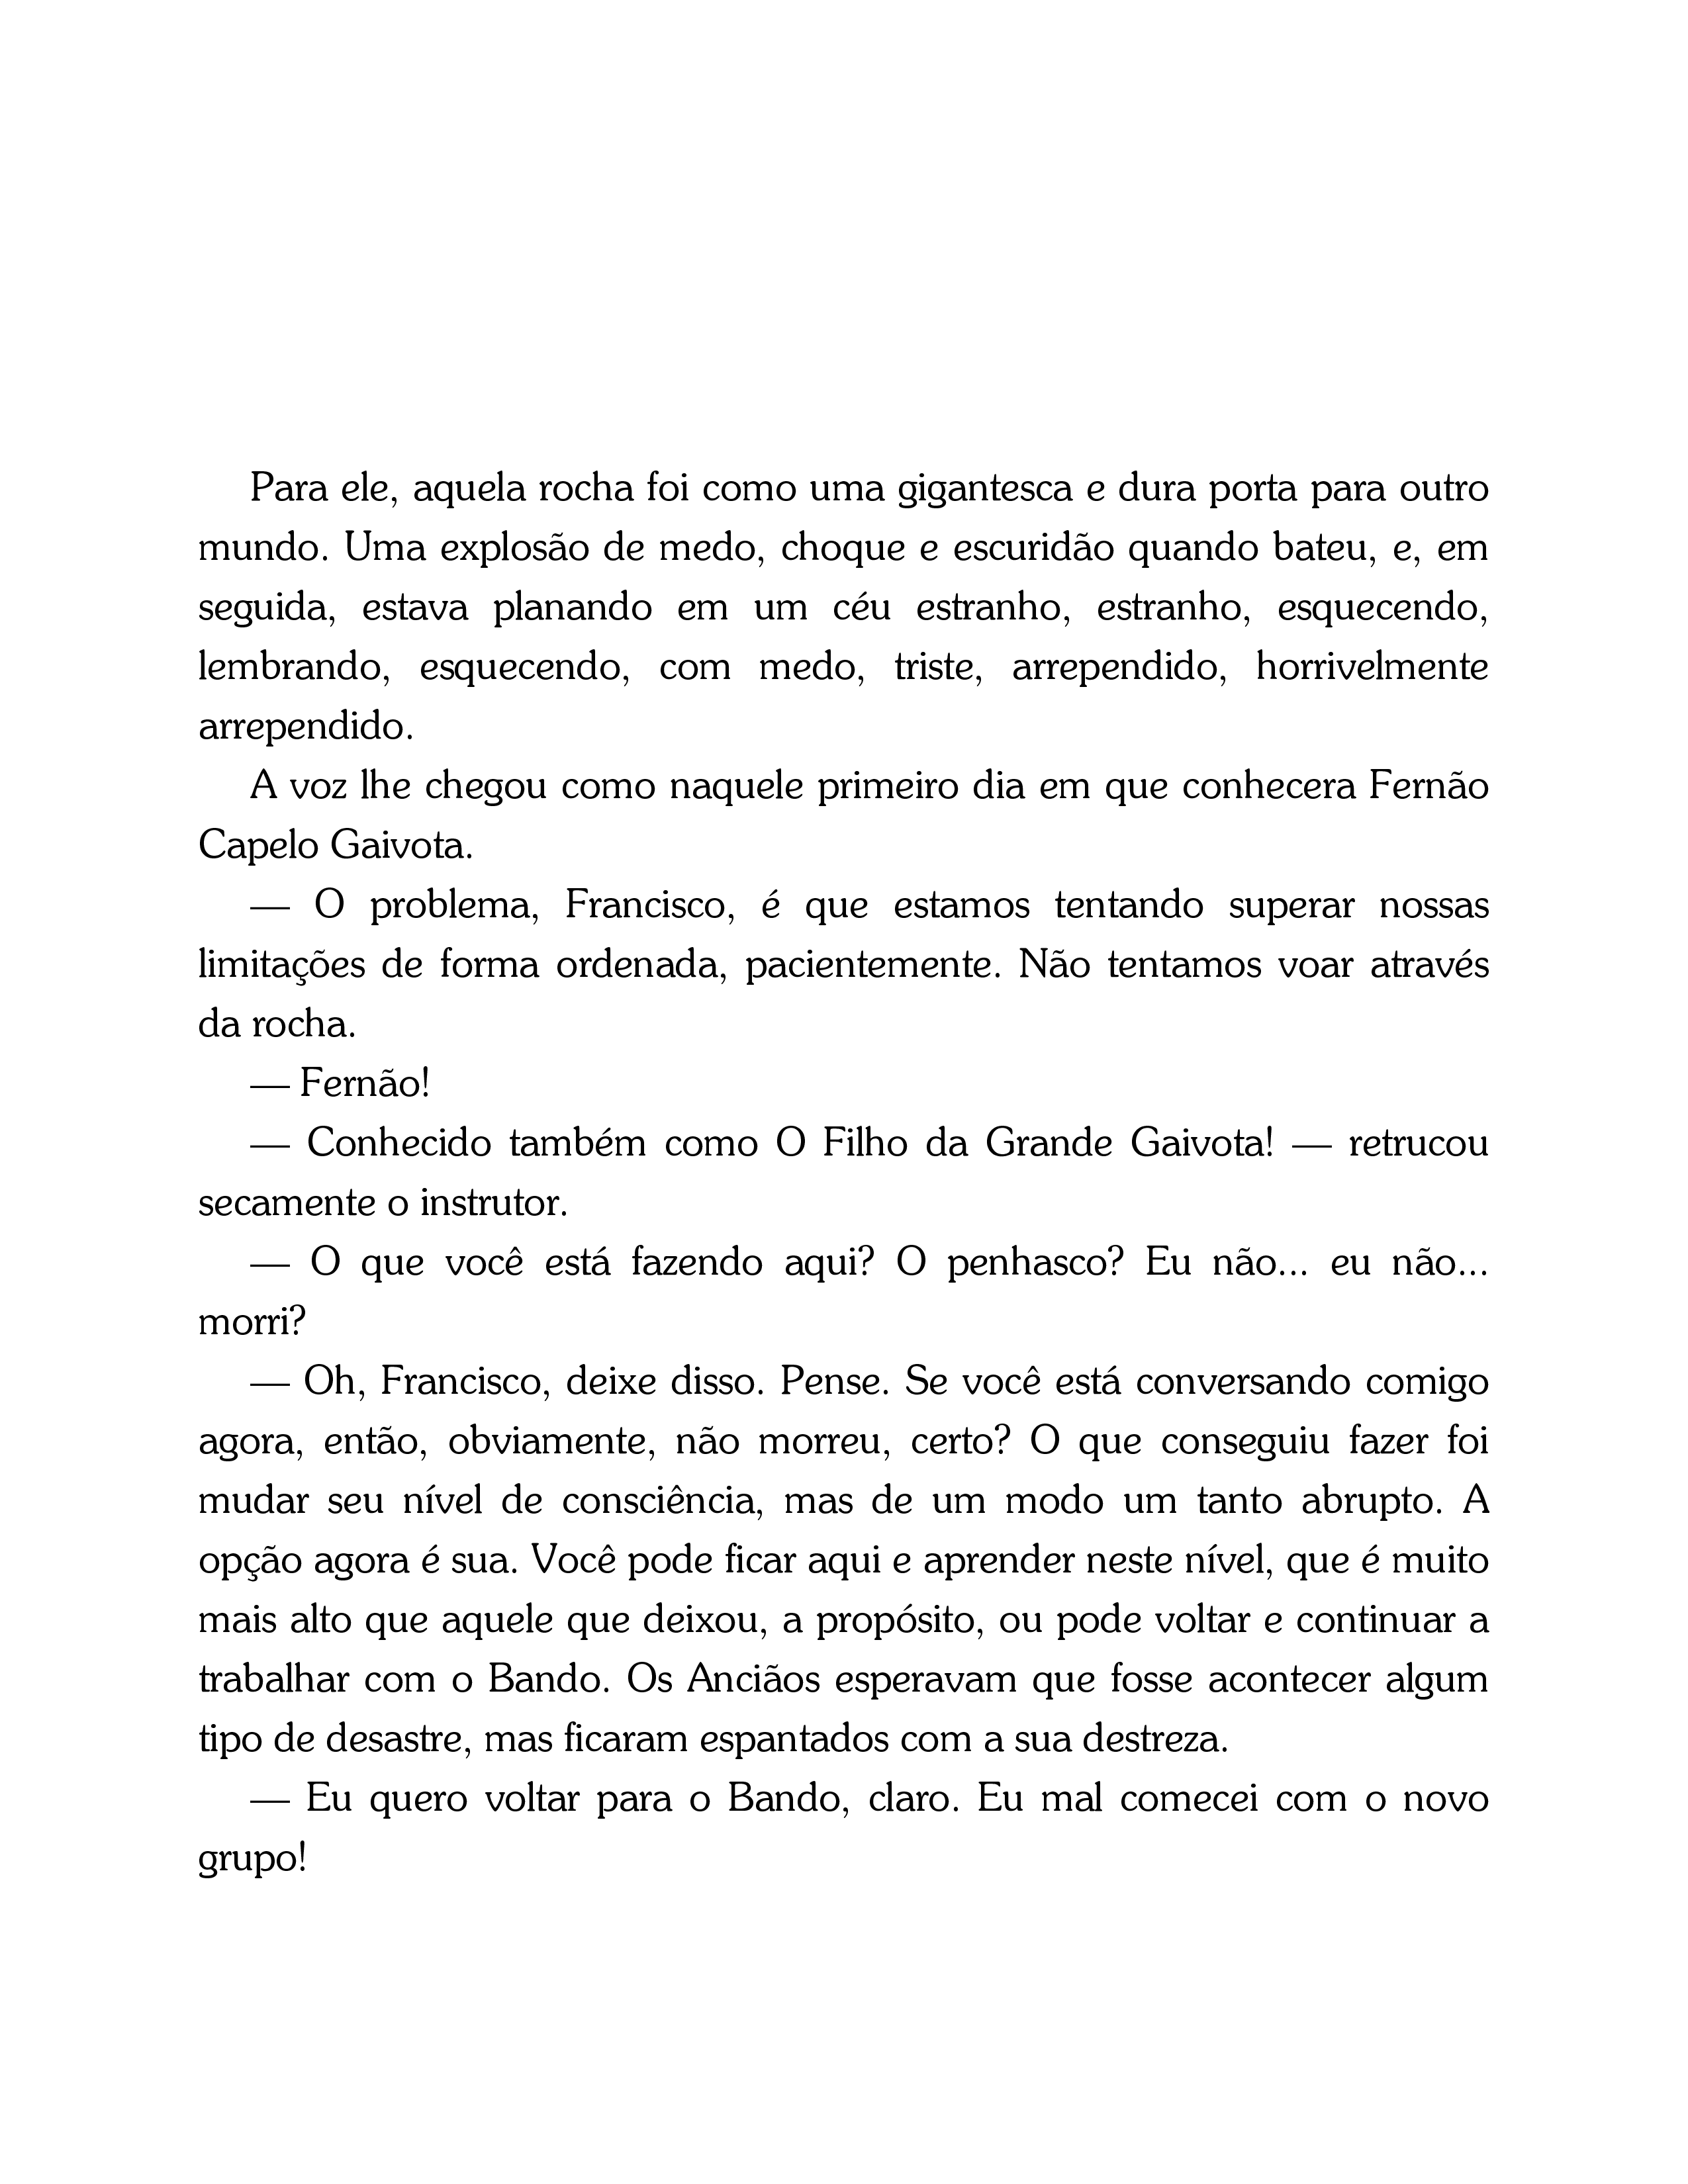 Para ele, aquela rocha foi como uma gigantesca e dura porta para outro
mundo. Uma explosão de medo, choque e escuridão quando bateu, e, em
seguida, estava planando em um céu estranho, estranho, esquecendo,
lembrando, esquecendo, com medo, triste, arrependido, horrivelmente
arrependido.
A voz lhe chegou como naquele primeiro dia em que conhecera Fernão
Capelo Gaivota.
— O problema, Francisco, é que estamos tentando superar nossas
limitações de forma ordenada, pacientemente. Não tentamos voar através
da rocha.
— Fernão!
— Conhecido também como O Filho da Grande Gaivota! — retrucou
secamente o instrutor.
— O que você está fazendo aqui? O penhasco? Eu não... eu não...
morri?
— Oh, Francisco, deixe disso. Pense. Se você está conversando comigo
agora, então, obviamente, não morreu, certo? O que conseguiu fazer foi
mudar seu nível de consciência, mas de um modo um tanto abrupto. A
opção agora é sua. Você pode ficar aqui e aprender neste nível, que é muito
mais alto que aquele que deixou, a propósito, ou pode voltar e continuar a
trabalhar com o Bando. Os Anciãos esperavam que fosse acontecer algum
tipo de desastre, mas ficaram espantados com a sua destreza.
— Eu quero voltar para o Bando, claro. Eu mal comecei com o novo
grupo!